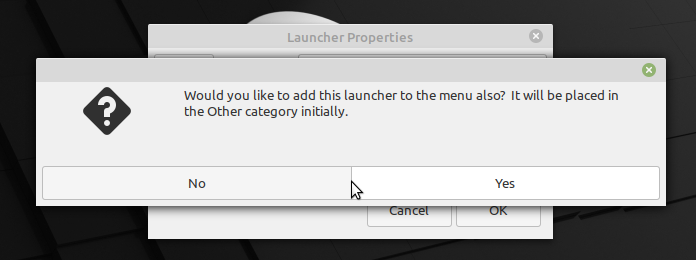 Launcher Properties
Would you like to add this launcher to the menu also? It will be placed in
the Other category initially.
No
Yes
Cancel
OK